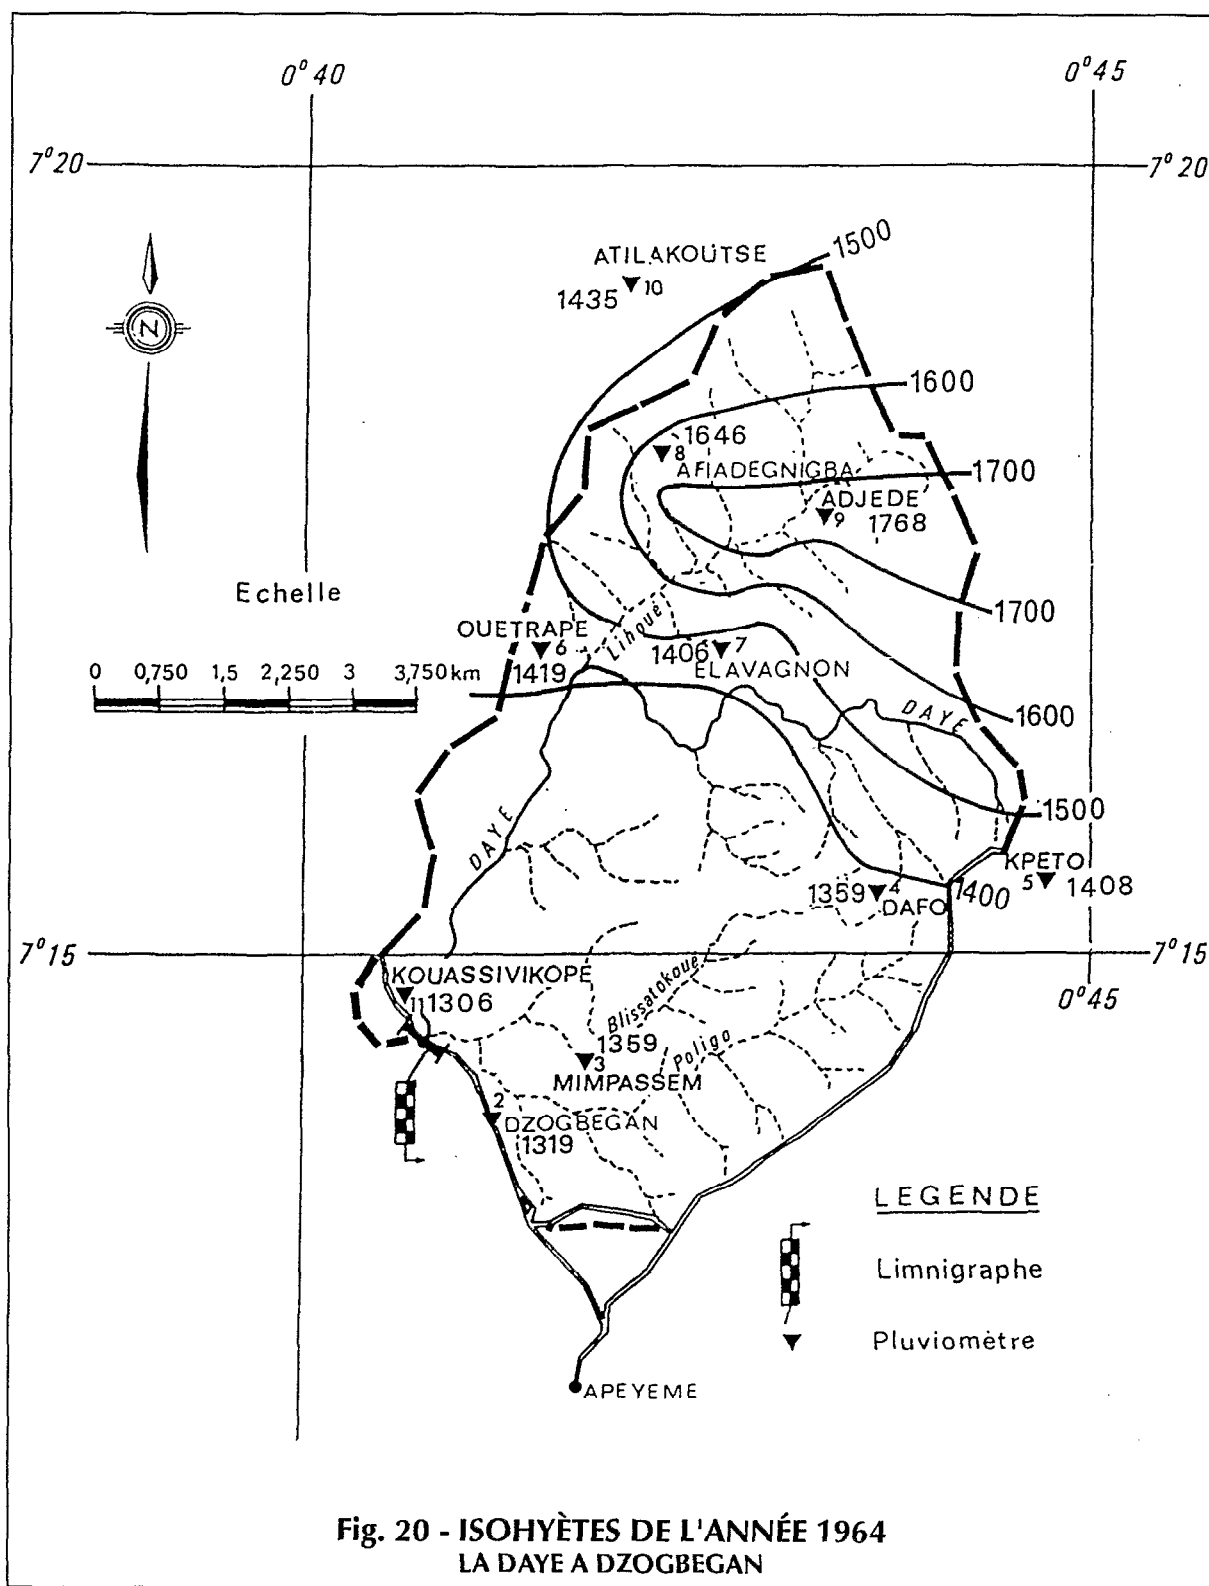 0° 40
0° 45
7° 20
7° 20
1500
ATILAKOUTSE
10
1435
N
1600
1646
8
AFIADEGNIGBA
1700
ADJEDE
9
1768
Echelle
1700
Lihoué
OUETRAPE
6
1419
1406
7
ELAVAGNON
0 0,750 1,5 2,250 3 3,750 km
1600
DAYE
1500
DAYE
KPETO
5
1408
1359
4
DAFO
1400
7° 15
7° 15
KOUASSIVIKOPE
11
1306
0° 45
Blissatokoue
1359
3
MIMPASSEM
Poligo
2
DZOGBEGAN
1319
LEGENDE
Limnigraphe
Pluviomètre
APEYEME
Fig. 20 - ISOHYÈTES DE L'ANNÉE 1964
LA DAYE A DZOGBEGAN